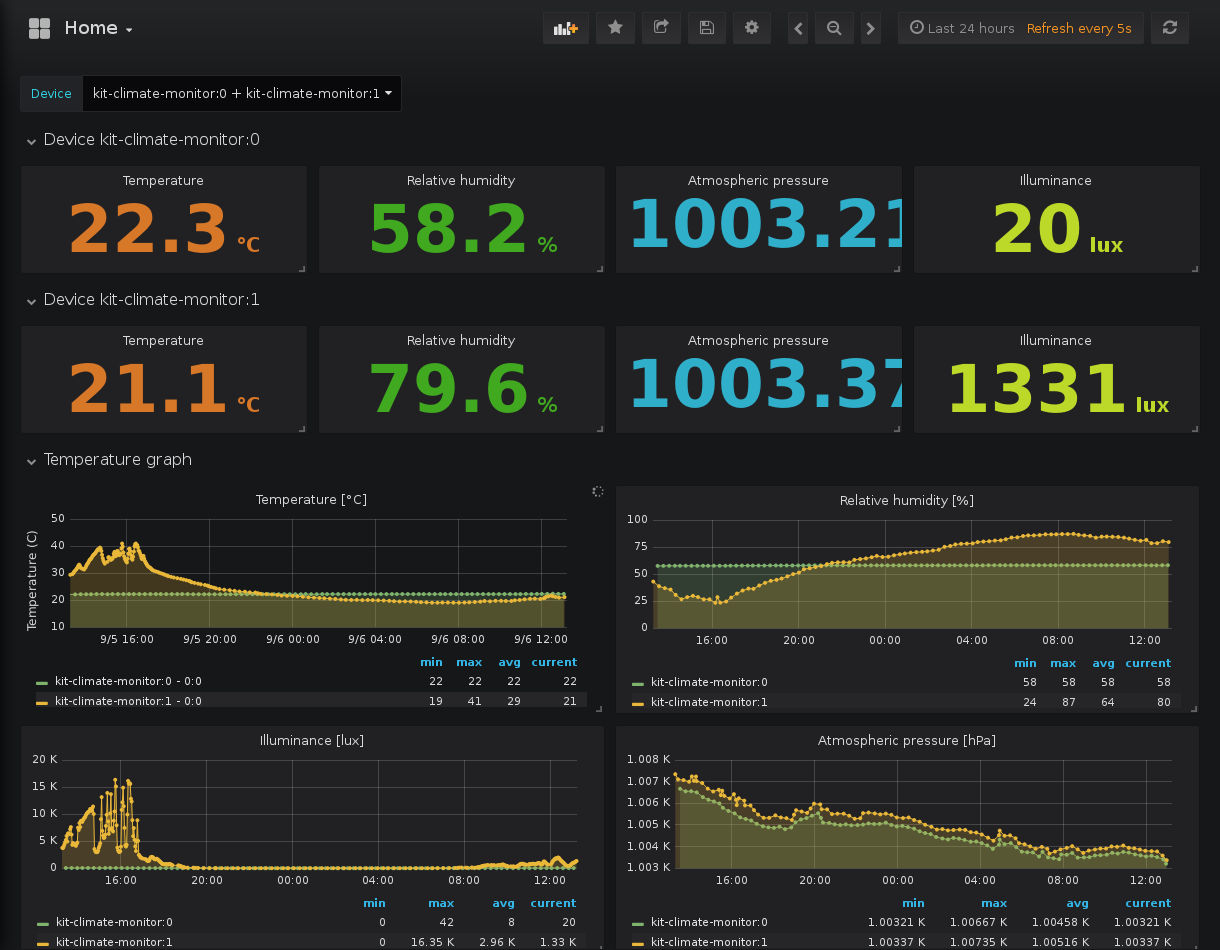 Home
Last 24 hours Refresh every 5s
Device kit-climate-monitor:0 + kit-climate-monitor:1
Device kit-climate-monitor:0
Temperature Relative humidity Atmospheric pressure Illuminance
22.3 °C 58.2 % 1003.21 20 lux
Device kit-climate-monitor:1
Temperature Relative humidity Atmospheric pressure Illuminance
21.1 °C 79.6 % 1003.37 1331 lux
Temperature graph
Temperature [°C]
Temperature (C)
50
40
30
20
10
9/5 16:00 9/5 20:00 9/6 00:00 9/6 04:00 9/6 08:00 9/6 12:00
min max avg current
kit-climate-monitor:0 - 0:0 22 22 22 22
kit-climate-monitor:1 - 0:0 19 41 29 21
Relative humidity [%]
100
75
50
25
0
16:00 20:00 00:00 04:00 08:00 12:00
min max avg current
kit-climate-monitor:0 58 58 58 58
kit-climate-monitor:1 24 87 64 80
Illuminance [lux]
20 K
15 K
10 K
5 K
0
16:00 20:00 00:00 04:00 08:00 12:00
min max avg current
kit-climate-monitor:0 0 42 8 20
kit-climate-monitor:1 0 16.35 K 2.96 K 1.33 K
Atmospheric pressure [hPa]
1.008 K
1.007 K
1.006 K
1.005 K
1.004 K
1.003 K
16:00 20:00 00:00 04:00 08:00 12:00
min max avg current
kit-climate-monitor:0 1.00321 K 1.00667 K 1.00458 K 1.00321 K
kit-climate-monitor:1 1.00337 K 1.00735 K 1.00516 K 1.00337 K